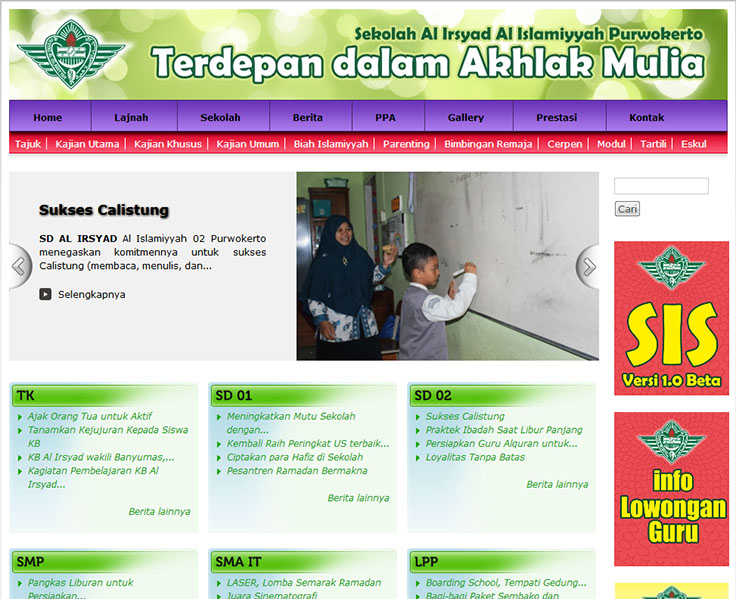 Sekolah Al Irsyad Al Islamiyyah Purwokerto
Terdepan dalam Akhlak Mulia
Home Lajnah Sekolah Berita PPA Gallery Prestasi Kontak
Tajuk Kajian Utama Kajian Khusus Kajian Umum Biah Islamiyyah Parenting Bimbingan Remaja Cerpen Modul Tartili Eskul
Sukses Calistung
SD AL IRSYAD Al Islamiyyah 02 Purwokerto
menegaskan komitmennya untuk sukses
Calistung (membaca, menulis, dan...
Selengkapnya
Cari
SIS
Versi 1.0 Beta
info
Lowongan
Guru
TK
Ajak Orang Tua untuk Aktif
Tanamkan Kejujuran Kepada Siswa
KB
KB Al Irsyad wakili Banyumas,...
Kagiatan Pembelajaran KB Al
Irsyad...
Berita lainnya
SD 01
Meningkatkan Mutu Sekolah
dengan...
Kembali Raih Peringkat US terbaik...
Ciptakan para Hafiz di Sekolah
Pesantren Ramadan Bermakna
Berita lainnya
SD 02
Sukses Calistung
Praktek Ibadah Saat Libur Panjang
Persiapkan Guru Alquran untuk...
Loyalitas Tanpa Batas
Berita lainnya
SMP
Pangkas Liburan untuk
Persiapkan...
SMA IT
LASER, Lomba Semarak Ramadan
Juara Sinematografi
LPP
Boarding School, Tempati Gedung...
Bagi-bagi Paket Sembako dan